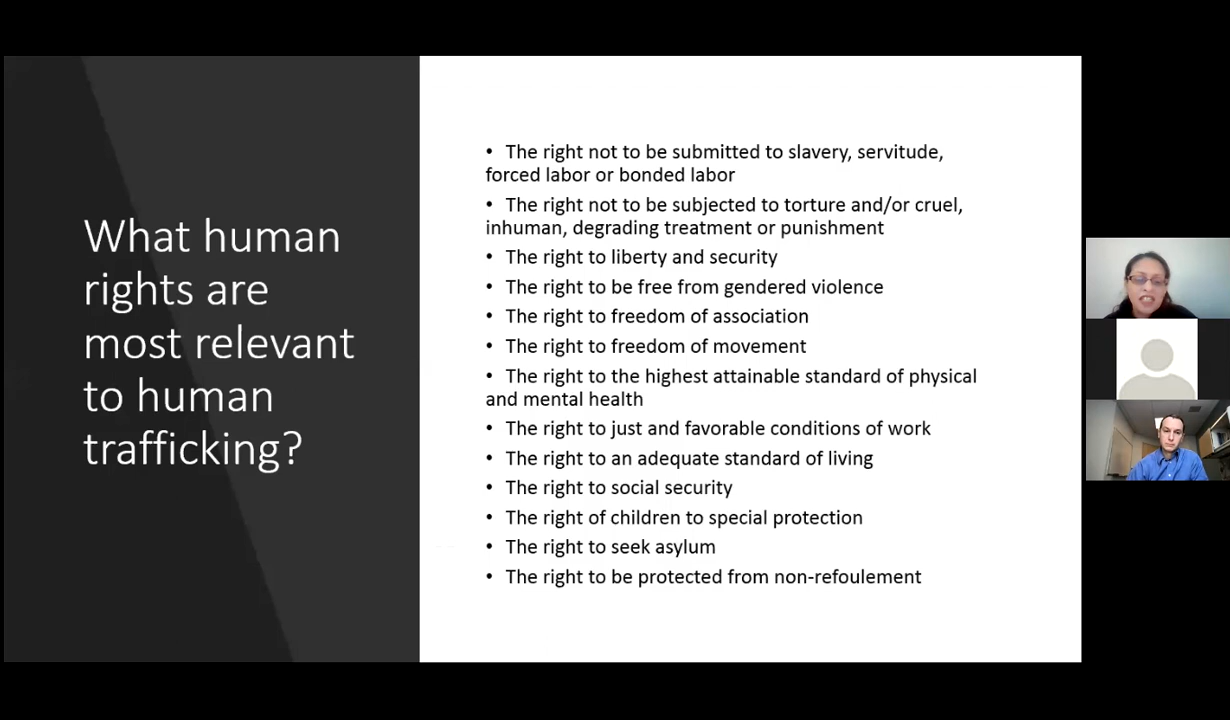 What human
rights are
most relevant
to human
trafficking?
• The right not to be submitted to slavery, servitude,
forced labor or bonded labor
• The right not to be subjected to torture and/or cruel,
inhuman, degrading treatment or punishment
• The right to liberty and security
• The right to be free from gendered violence
• The right to freedom of association
• The right to freedom of movement
• The right to the highest attainable standard of physical
and mental health
• The right to just and favorable conditions of work
• The right to an adequate standard of living
• The right to social security
• The right of children to special protection
• The right to seek asylum
• The right to be protected from non-refoulement